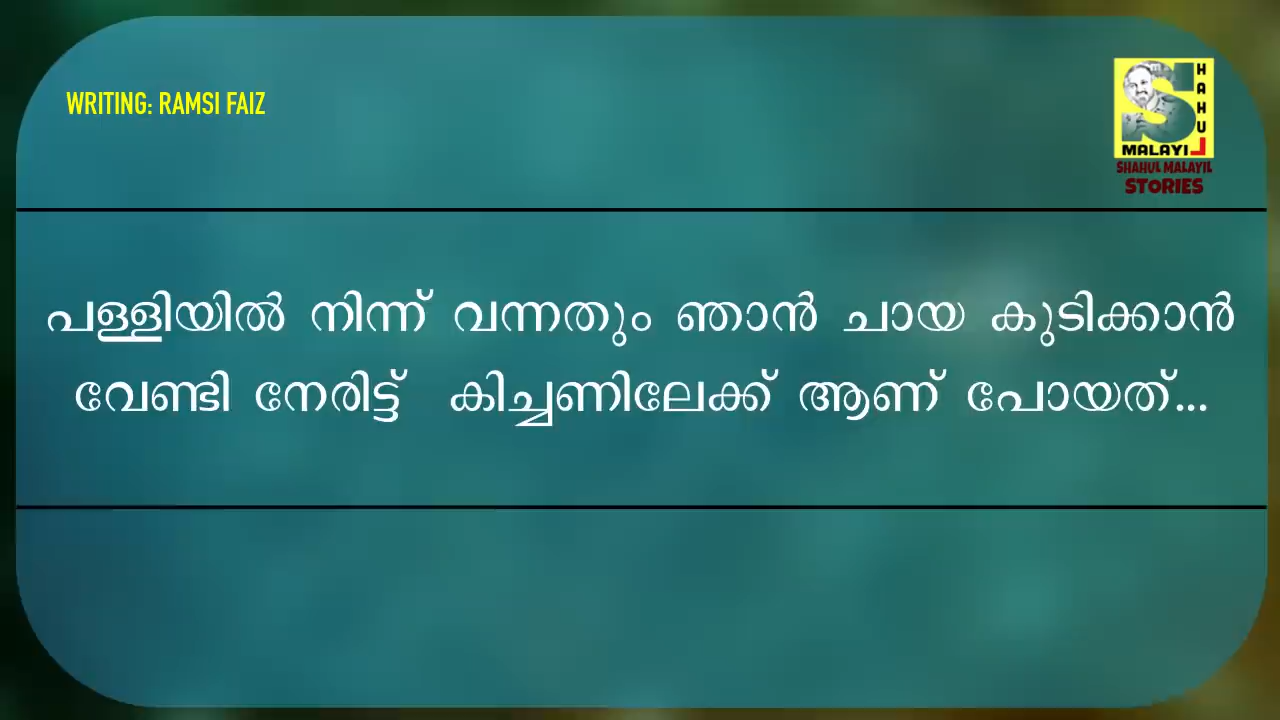 WRITING: RAMSI FAIZ
SHAHUL
MALAYIL
SHAHUL MALAYIL
STORIES
പള്ളിയിൽ നിന്ന് വന്നതും ഞാൻ ചായ കുടിക്കാൻ
വേണ്ടി നേരിട്ട് കിച്ചണിലേക്ക് ആണ് പോയത്...